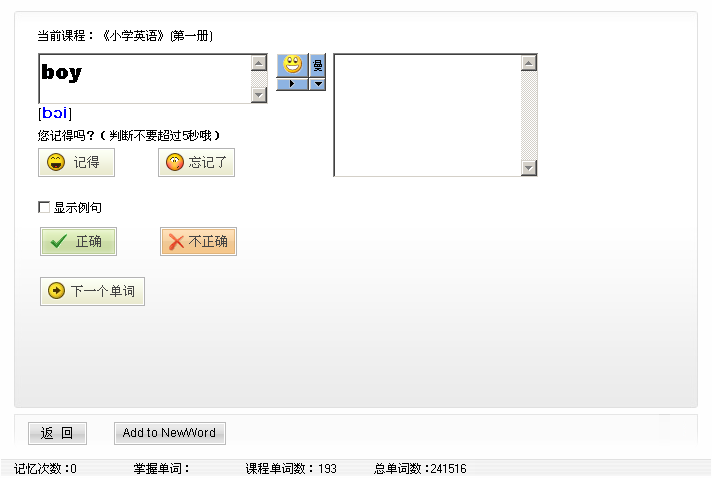 当前课程：《小学英语》(第一册)
boy
曼
[bɔi]
您记得吗？( 判断不要超过5秒哦 )
记得 忘记了
显示例句
正确 不正确
下一个单词
返 回 Add to NewWord
记忆次数:0 掌握单词： 课程单词数：193 总单词数:241516